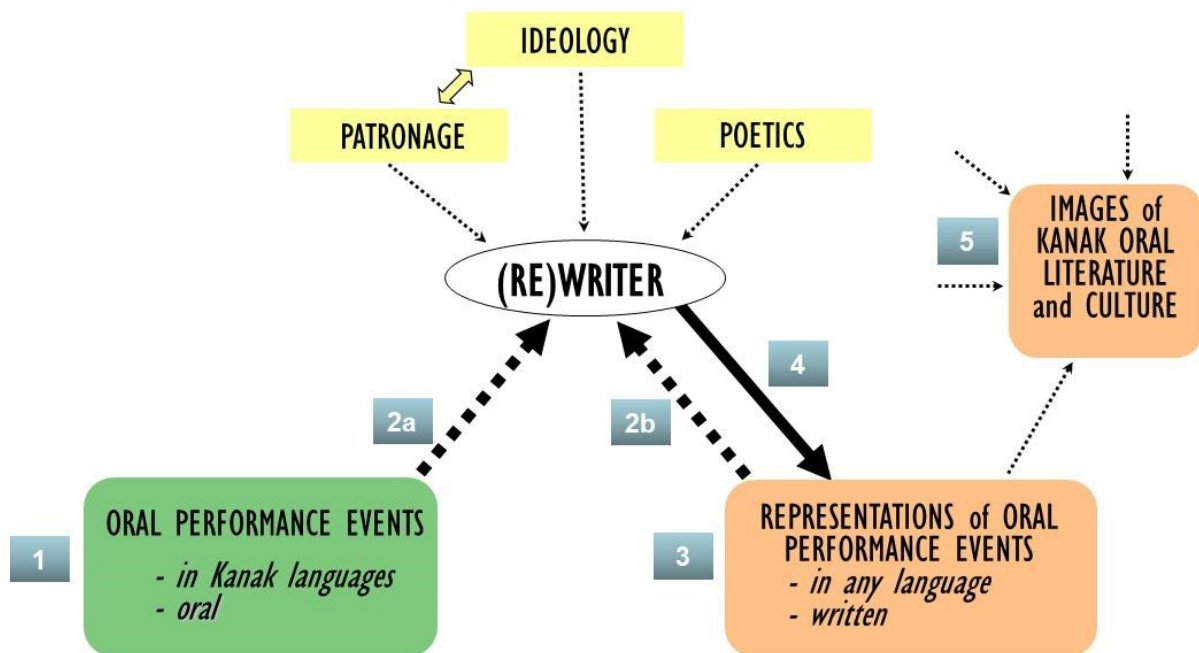 IDEOLOGY
PATRONAGE
POETICS
(RE)WRITER
5
IMAGES of
KANAK ORAL
LITERATURE
and CULTURE
4
2a
2b
1
ORAL PERFORMANCE EVENTS
- in Kanak languages
- oral
3
REPRESENTATIONS of ORAL
PERFORMANCE EVENTS
- in any language
- written